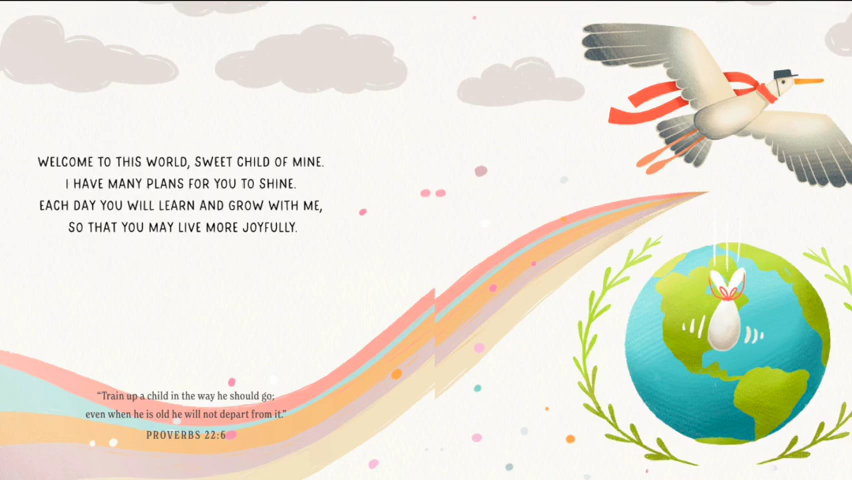 WELCOME TO THIS WORLD, SWEET CHILD OF MINE.
I HAVE MANY PLANS FOR YOU TO SHINE.
EACH DAY YOU WILL LEARN AND GROW WITH ME,
SO THAT YOU MAY LIVE MORE JOYFULLY.
“Train up a child in the way he should go;
even when he is old he will not depart from it.”
PROVERBS 22:6